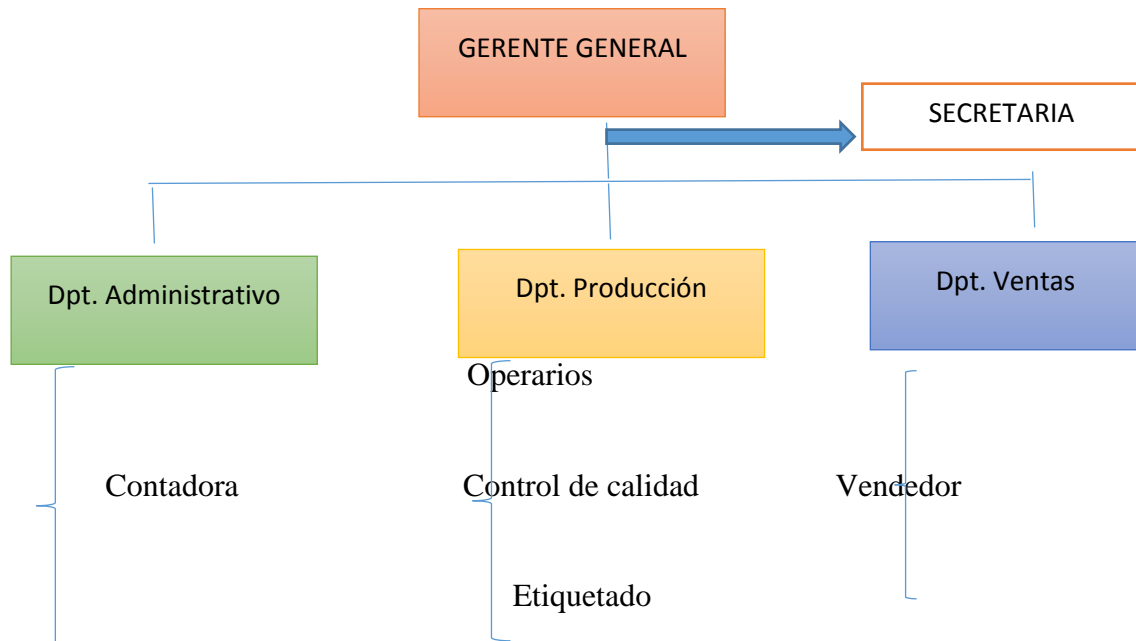 GERENTE GENERAL
SECRETARIA
Dpt. Administrativo
Dpt. Producción
Dpt. Ventas
Operarios
Contadora
Control de calidad
Vendedor
Etiquetado